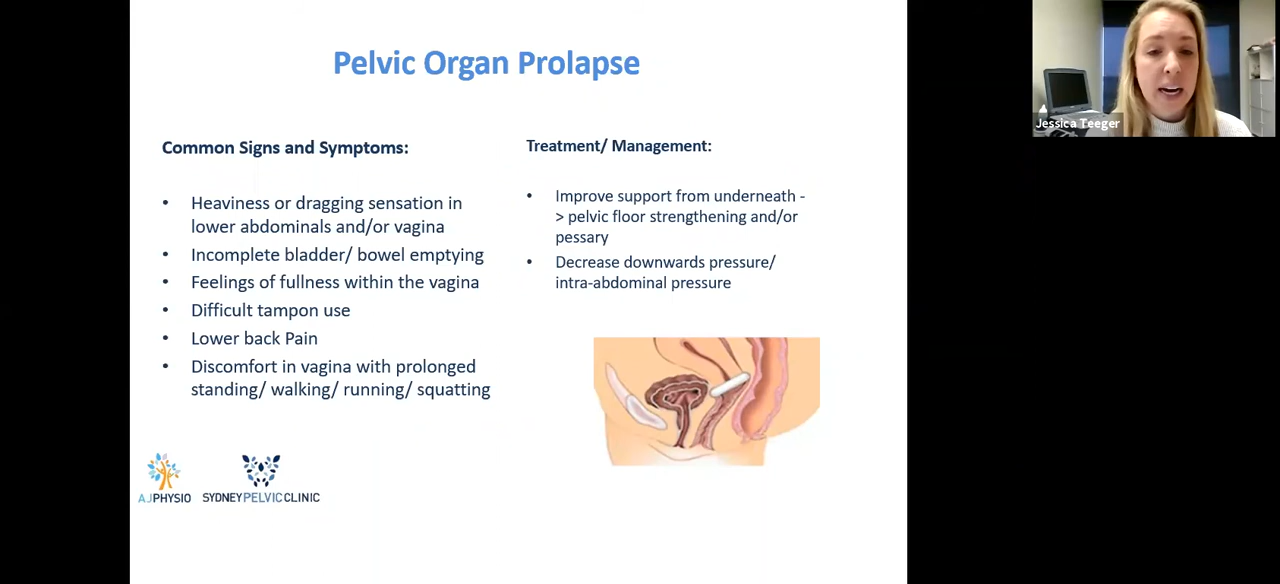 Pelvic Organ Prolapse
Common Signs and Symptoms:
• Heaviness or dragging sensation in
lower abdominals and/or vagina
• Incomplete bladder/ bowel emptying
• Feelings of fullness within the vagina
• Difficult tampon use
• Lower back Pain
• Discomfort in vagina with prolonged
standing/ walking/ running/ squatting
Treatment/ Management:
• Improve support from underneath -
> pelvic floor strengthening and/or
pessary
• Decrease downwards pressure/
intra-abdominal pressure
AJPHYSIO
SYDNEYPELVICCLINIC
Jessica Teeger